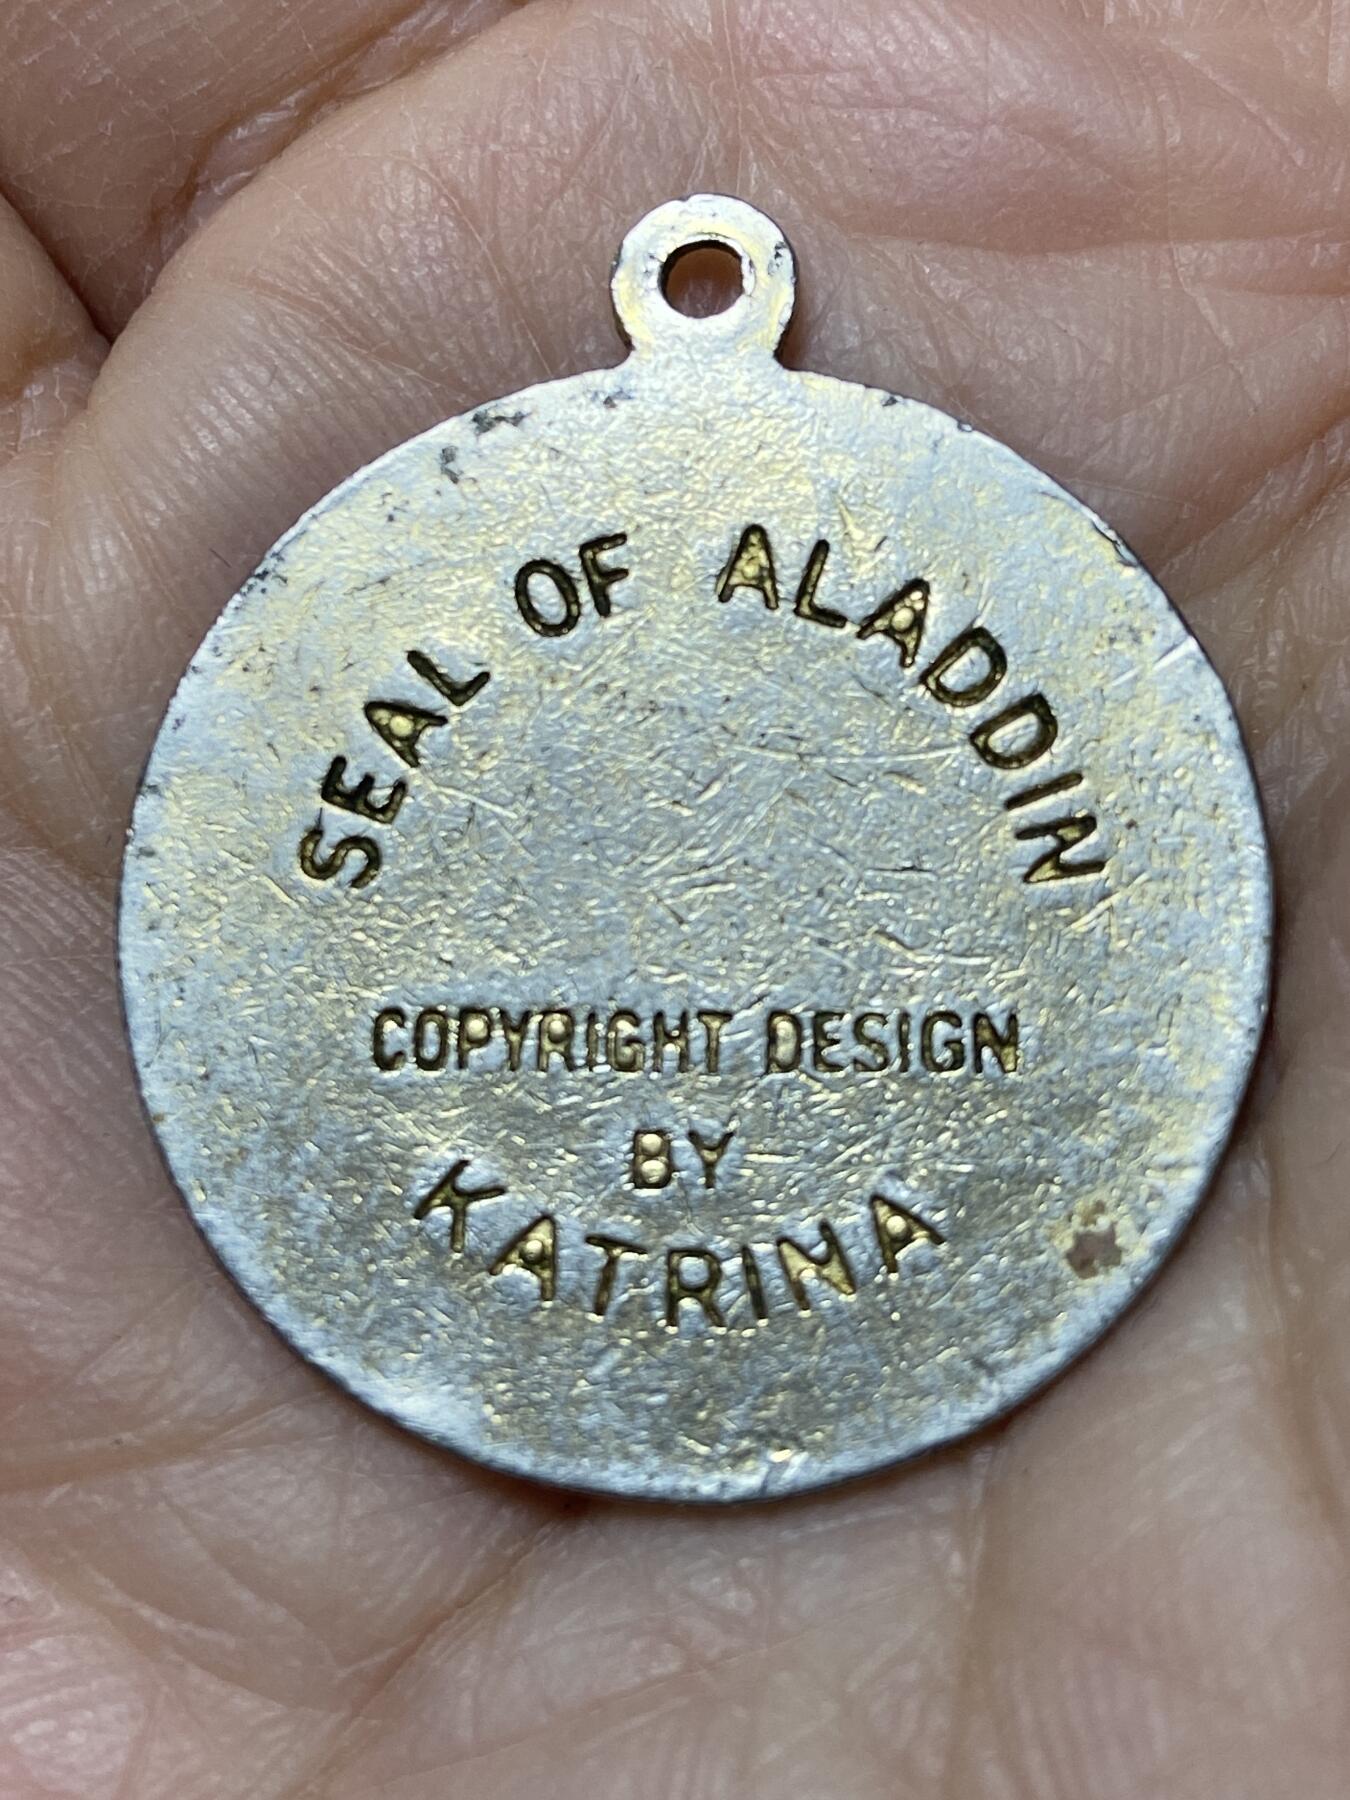 SEAL OF ALADDIN
COPYRIGHT DESIGN
BY
KATRINA